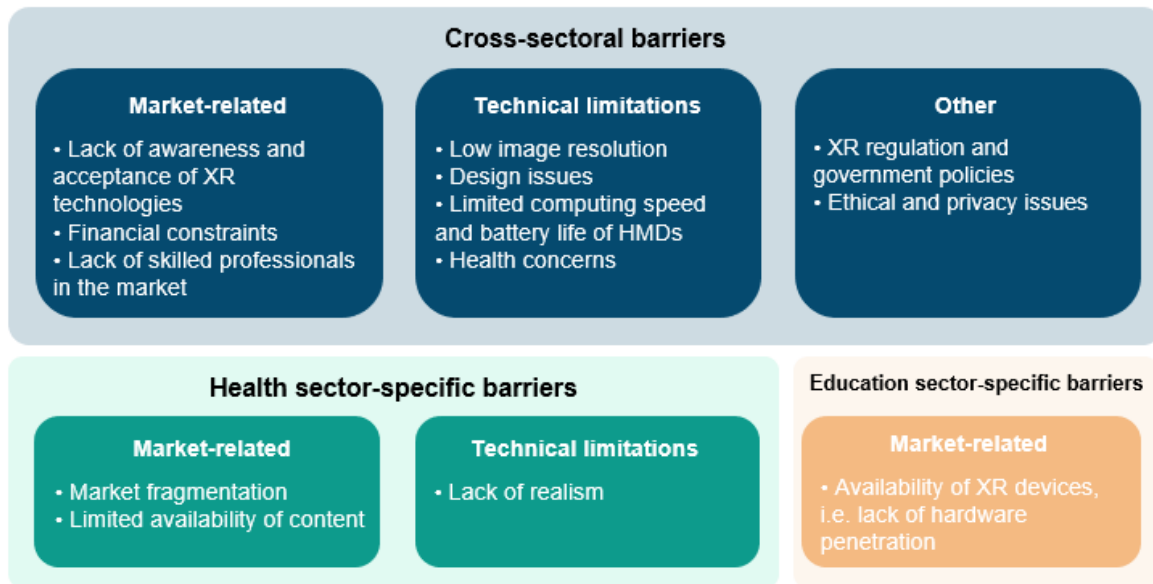 Cross-sectoral barriers
Market-related
• Lack of awareness and
acceptance of XR
technologies
• Financial constraints
• Lack of skilled professionals
in the market
Technical limitations
• Low image resolution
• Design issues
• Limited computing speed
and battery life of HMDs
• Health concerns
Other
• XR regulation and
government policies
• Ethical and privacy issues
Health sector-specific barriers
Market-related
• Market fragmentation
• Limited availability of content
Technical limitations
• Lack of realism
Education sector-specific barriers
Market-related
• Availability of XR devices,
i.e. lack of hardware
penetration